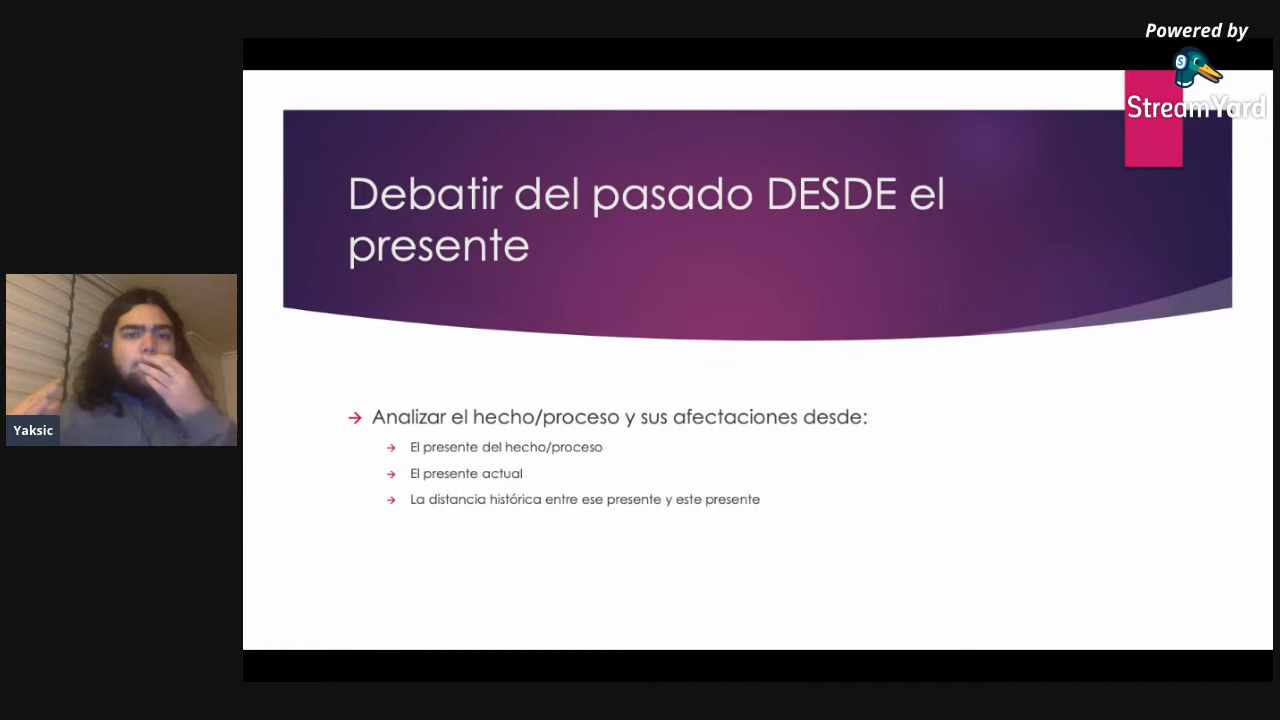 Powered by
StreamYard
Debatir del pasado DESDE el
presente
→ Analizar el hecho/proceso y sus afectaciones desde:
→ El presente del hecho/proceso
→ El presente actual
→ La distancia histórica entre ese presente y este presente
Yaksic